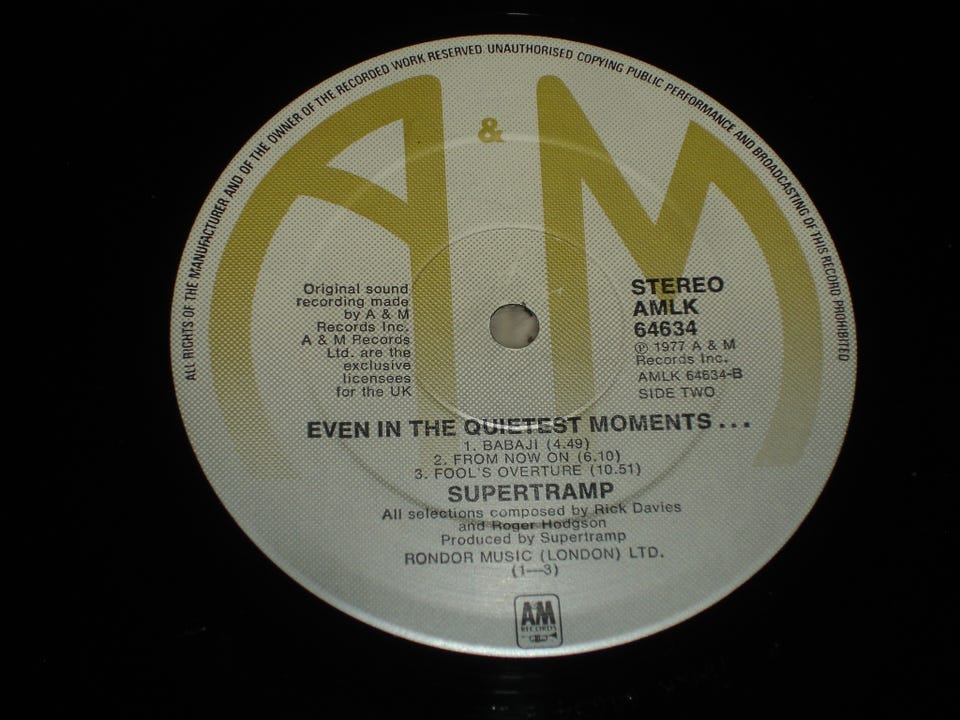 ALL RIGHTS OF THE MANUFACTURER AND OF THE OWNER OF THE RECORDED WORK RESERVED UNAUTHORISED COPYING PUBLIC PERFORMANCE AND BROADCASTING OF THIS RECORD PROHIBITED
A & M
Original sound
recording made
by A & M
Records Inc.
A & M Records
Ltd. are the
exclusive
licensees
for the UK
STEREO
AMLK
64634
℗ 1977 A & M
Records Inc.
AMLK 64634-B
SIDE TWO
EVEN IN THE QUIETEST MOMENTS...
1. BABAJI (4.49)
2. FROM NOW ON (6.10)
3. FOOL'S OVERTURE (10.51)
SUPERTRAMP
All selections composed by Rick Davies
and Roger Hodgson
Produced by Supertramp
RONDOR MUSIC (LONDON) LTD.
(1—3)
A&M
RECORDS